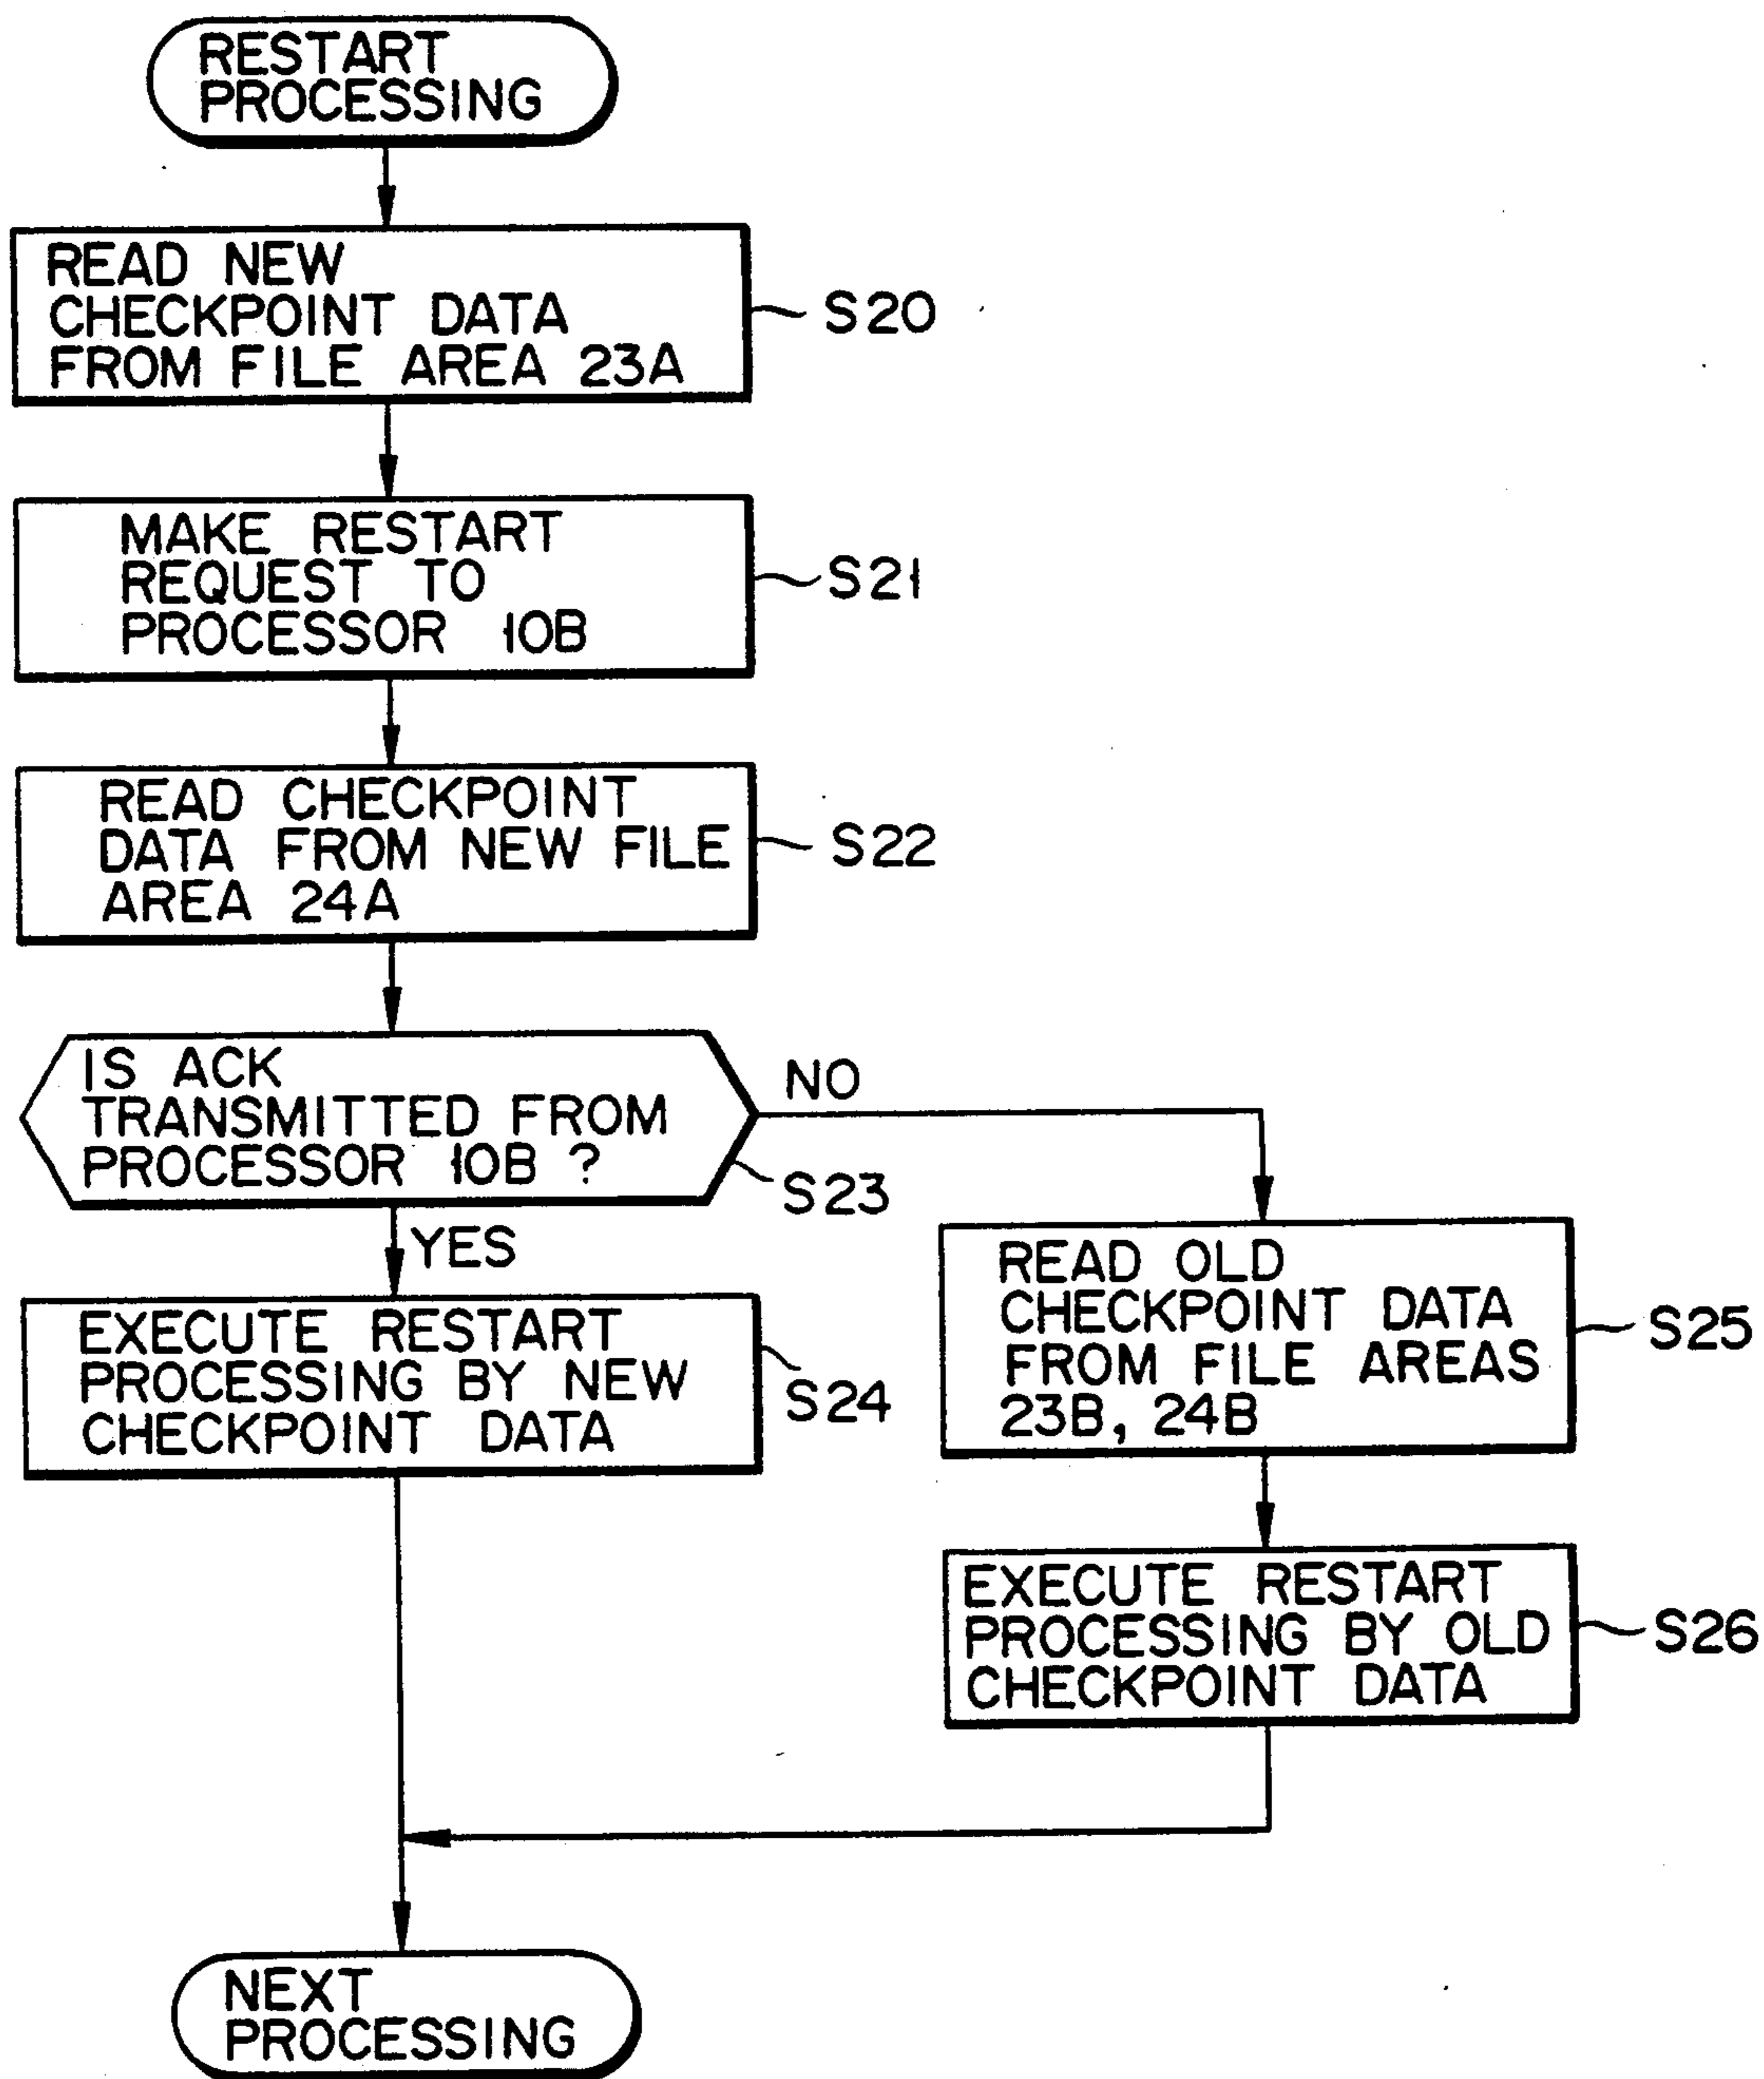 RESTART
PROCESSING
READ NEW
CHECKPOINT DATA
FROM FILE AREA 23A
S20
MAKE RESTART
REQUEST TO
PROCESSOR 10B
S21
READ CHECKPOINT
DATA FROM NEW FILE
AREA 24A
S22
IS ACK
TRANSMITTED FROM
PROCESSOR 10B ?
S23
NO
YES
EXECUTE RESTART
PROCESSING BY NEW
CHECKPOINT DATA
S24
READ OLD
CHECKPOINT DATA
FROM FILE AREAS
23B, 24B
S25
EXECUTE RESTART
PROCESSING BY OLD
CHECKPOINT DATA
S26
NEXT
PROCESSING